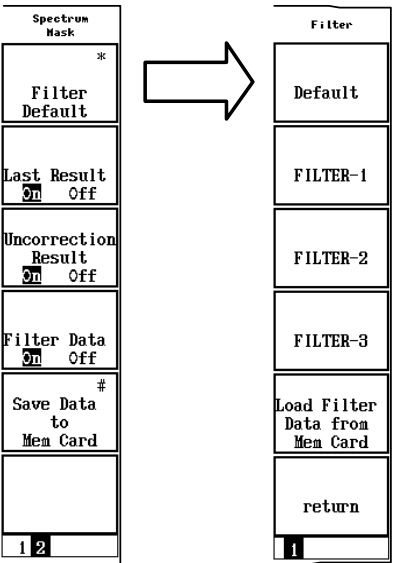 Spectrum
Mask
*
Filter
Default
Last Result
On Off
Uncorrection
Result
On Off
Filter Data
On Off
#
Save Data
to
Mem Card
1 2
Filter
Default
FILTER-1
FILTER-2
FILTER-3
Load Filter
Data from
Mem Card
return
1